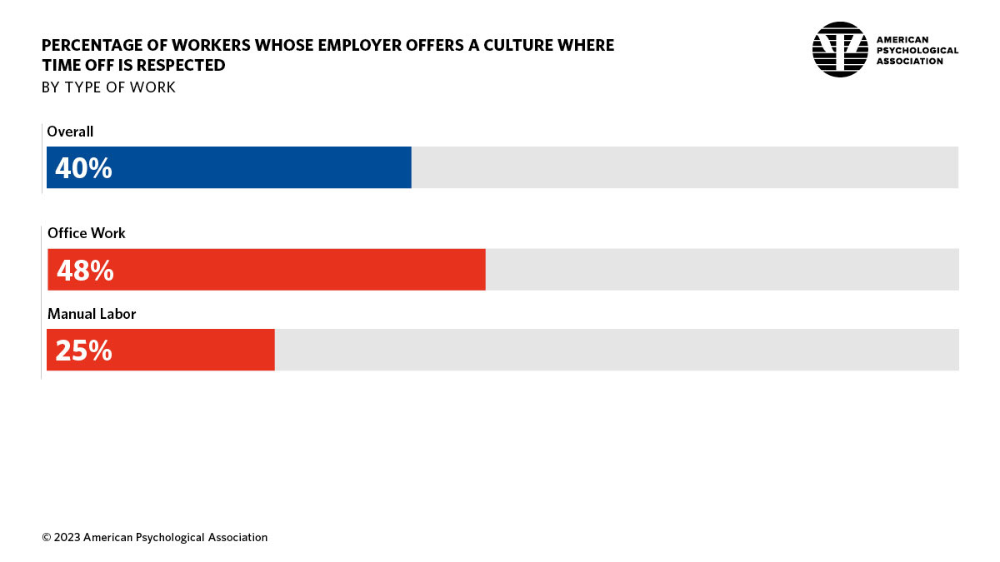 PERCENTAGE OF WORKERS WHOSE EMPLOYER OFFERS A CULTURE WHERE
TIME OFF IS RESPECTED
BY TYPE OF WORK
AMERICAN
PSYCHOLOGICAL
ASSOCIATION
Overall
40%
Office Work
48%
Manual Labor
25%
© 2023 American Psychological Association